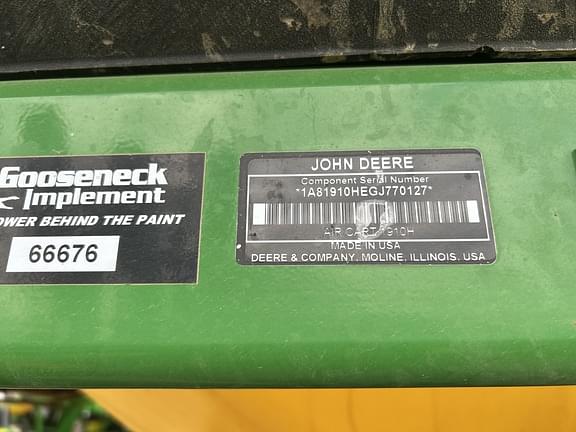 Gooseneck
Implement
POWER BEHIND THE PAINT
66676
JOHN DEERE
Component Serial Number
*1A81910HEGJ770127*
AIR CART 1910H
MADE IN USA
DEERE & COMPANY, MOLINE, ILLINOIS, USA